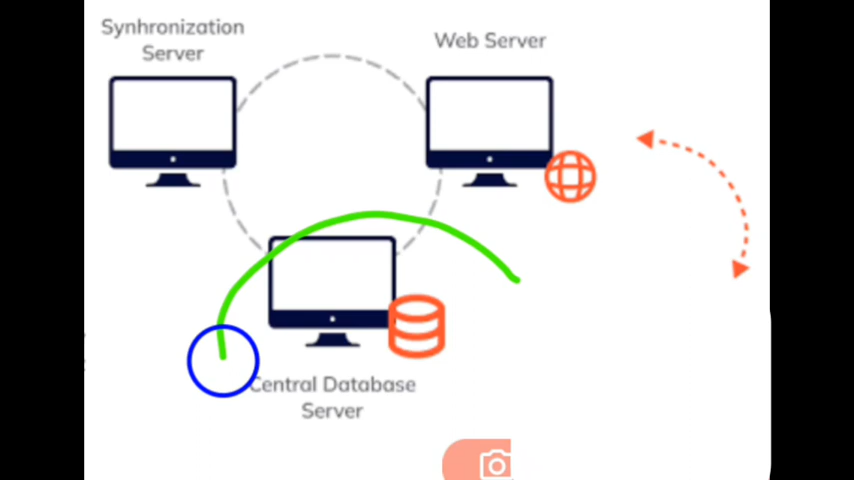 Synhronization
Server
Web Server
Central Database
Server